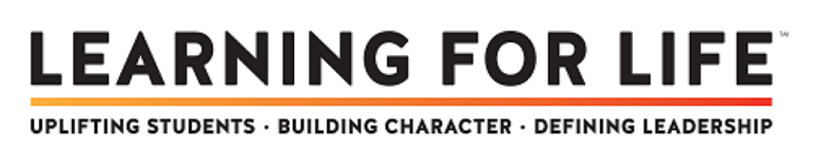 LEARNING FOR LIFE™
UPLIFTING STUDENTS · BUILDING CHARACTER · DEFINING LEADERSHIP